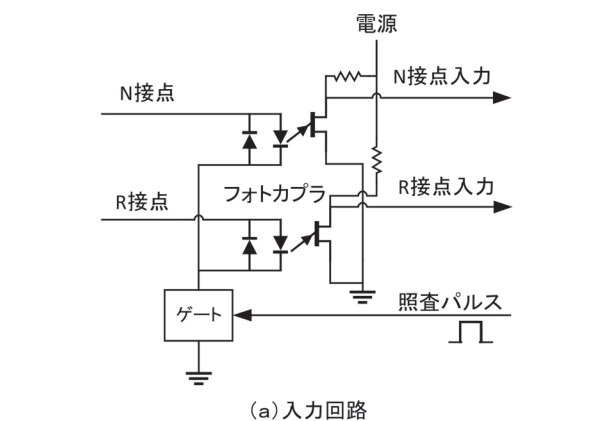 電源
N接点
N接点入力
フォトカプラ
R接点
R接点入力
ゲート
照査パルス
(a)入力回路